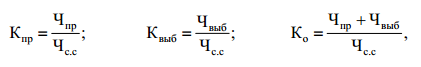 Кпр = Чпр / Чс.с; Квыб = Чвыб / Чс.с; Ко = Чпр + Чвыб / Чс.с,